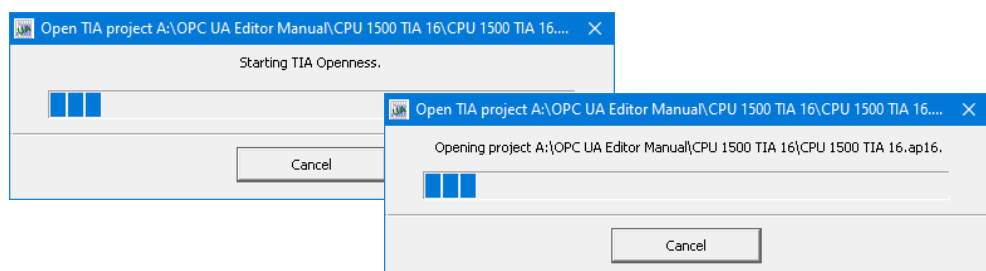 Open TIA project A:\OPC UA Editor Manual\CPU 1500 TIA 16\CPU 1500 TIA 16....
Starting TIA Openness.
Cancel
Open TIA project A:\OPC UA Editor Manual\CPU 1500 TIA 16\CPU 1500 TIA 16....
Opening project A:\OPC UA Editor Manual\CPU 1500 TIA 16\CPU 1500 TIA 16.ap16.
Cancel